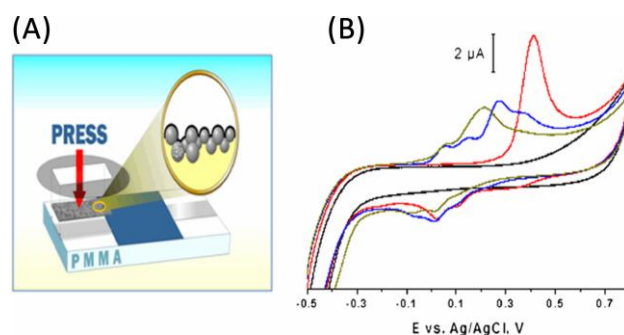 (A)
PRESS
PMMA
(B)
2 µA
-0.5 -0.3 -0.1 0.1 0.3 0.5 0.7
E vs. Ag/AgCl, V